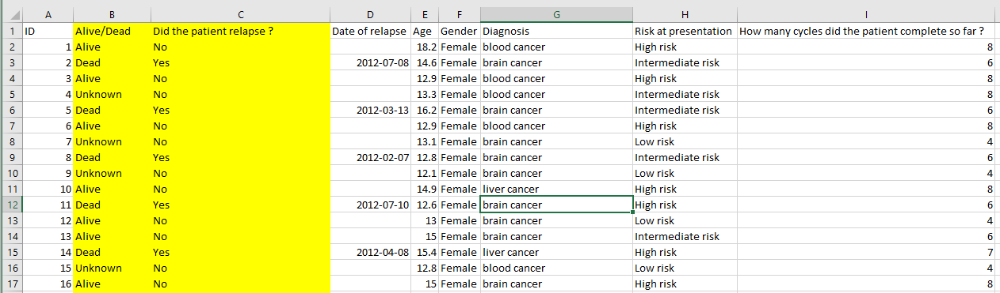 A B C D E F G H I
1 ID Alive/Dead Did the patient relapse ? Date of relapse Age Gender Diagnosis Risk at presentation How many cycles did the patient complete so far ?
2 1 Alive No 18.2 Female blood cancer High risk 8
3 2 Dead Yes 2012-07-08 14.6 Female brain cancer Intermediate risk 6
4 3 Alive No 12.9 Female blood cancer High risk 8
5 4 Unknown No 13.3 Female blood cancer Intermediate risk 8
6 5 Dead Yes 2012-03-13 16.2 Female brain cancer Intermediate risk 6
7 6 Alive No 12.9 Female blood cancer High risk 8
8 7 Unknown No 13.1 Female brain cancer Low risk 4
9 8 Dead Yes 2012-02-07 12.8 Female brain cancer Intermediate risk 6
10 9 Unknown No 12.1 Female brain cancer Low risk 4
11 10 Alive No 14.9 Female liver cancer High risk 8
12 11 Dead Yes 2012-07-10 12.6 Female brain cancer High risk 6
13 12 Alive No 13 Female brain cancer Low risk 4
14 13 Alive No 15 Female brain cancer Intermediate risk 6
15 14 Dead Yes 2012-04-08 15.4 Female liver cancer High risk 7
16 15 Unknown No 12.8 Female blood cancer Low risk 4
17 16 Alive No 15 Female brain cancer High risk 8